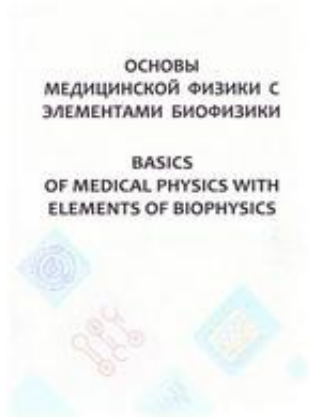 ОСНОВЫ
МЕДИЦИНСКОЙ ФИЗИКИ С
ЭЛЕМЕНТАМИ БИОФИЗИКИ
BASICS
OF MEDICAL PHYSICS WITH
ELEMENTS OF BIOPHYSICS